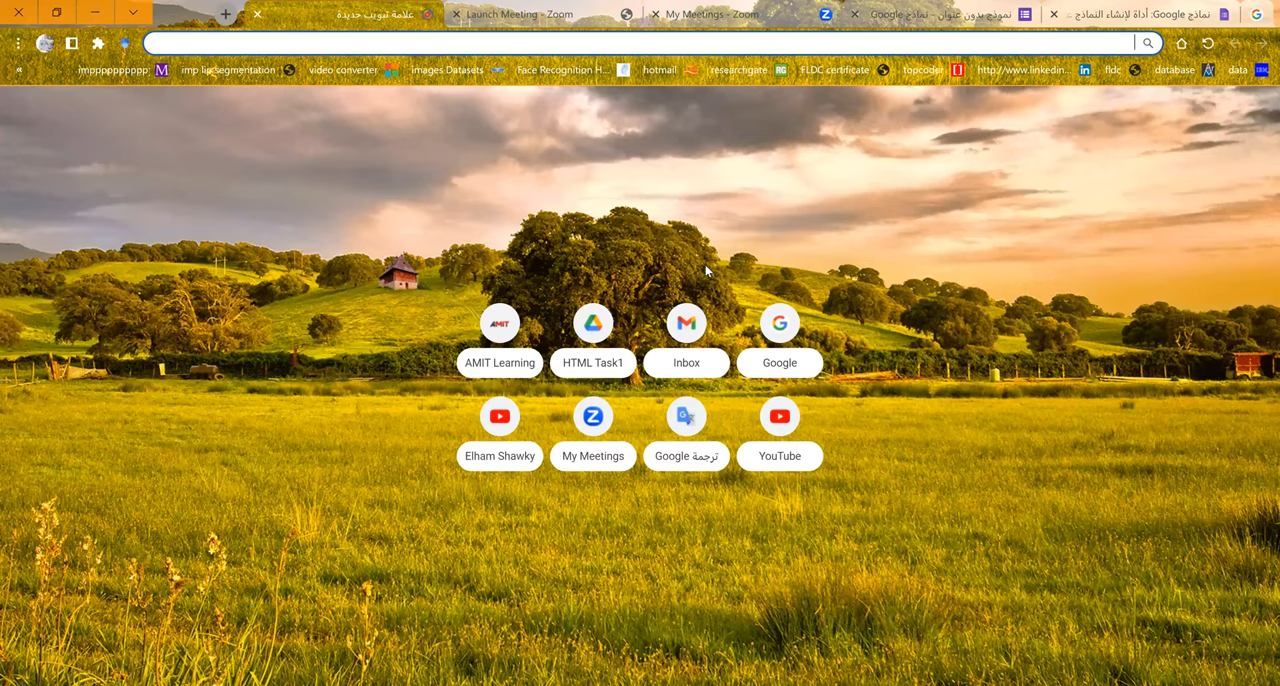 نماذج Google: أداة لإنشاء النماذج
نموذج بدون عنوان - نماذج Google
My Meetings - Zoom
Launch Meeting - Zoom
علامة تبويب جديدة
data database fldc http://www.linkedin... topcoder FLDC certificate researchgate hotmail Face Recognition H... images Datasets video converter imp lip segmentation imppppppppp
AMIT Learning HTML Task1 Inbox Google
Elham Shawky My Meetings ترجمة Google YouTube